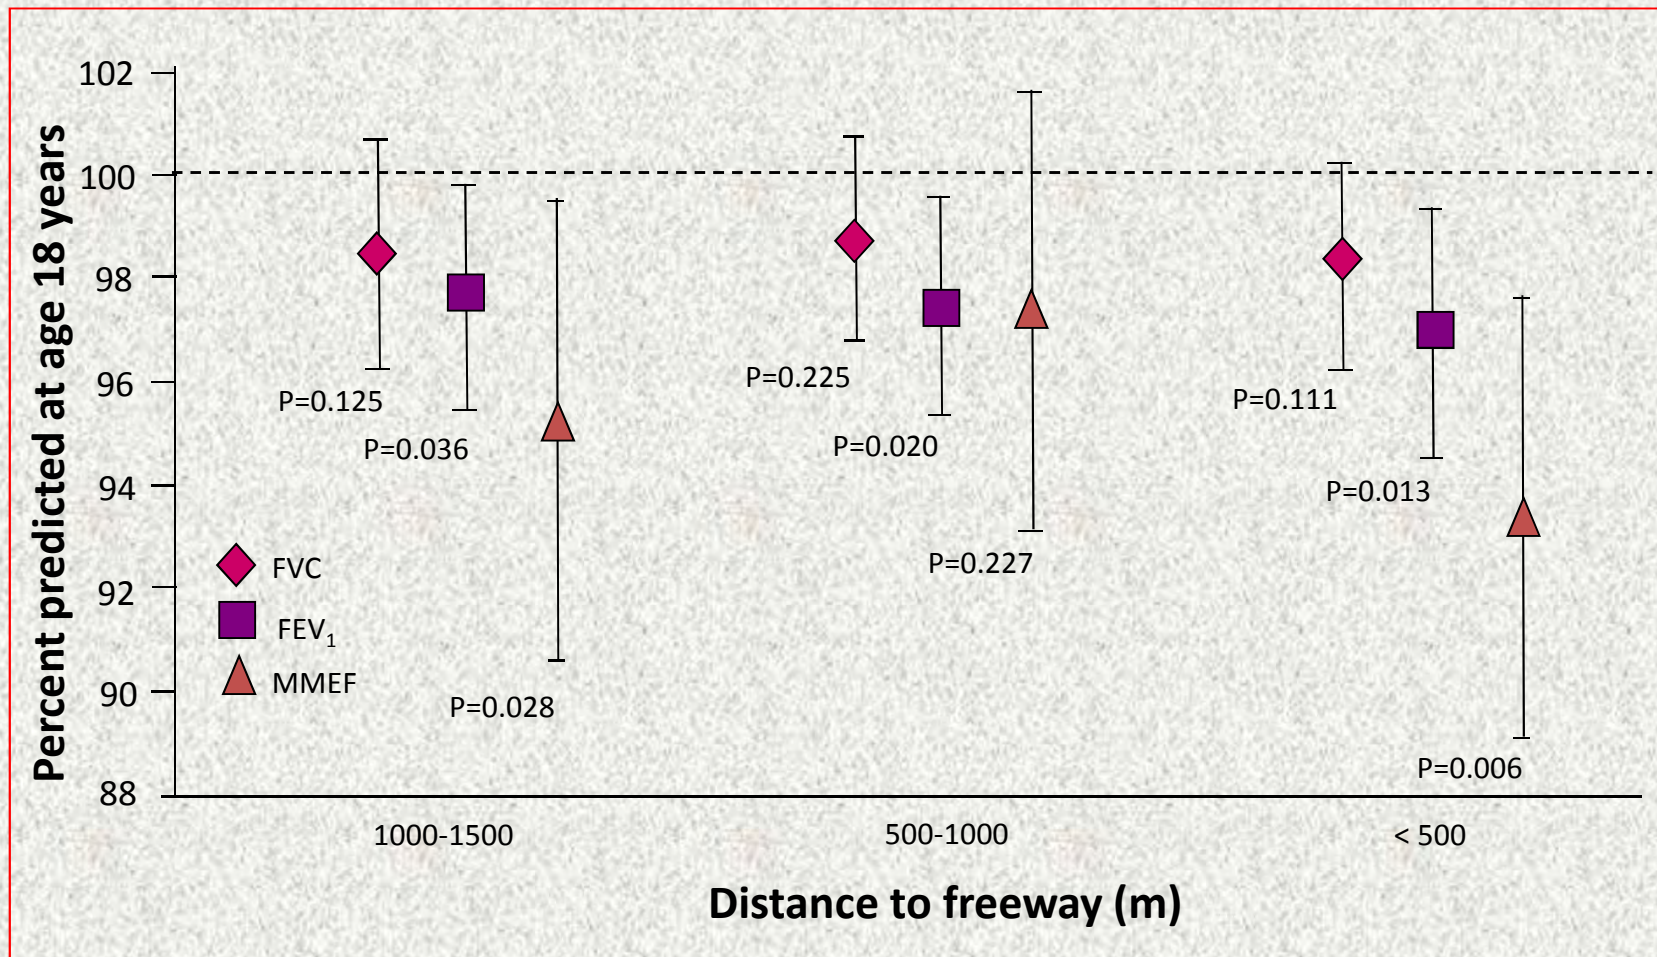 Percent predicted at age 18 years
102
100
98
96
94
92
90
88
P=0.125
P=0.036
P=0.028
P=0.225
P=0.020
P=0.227
P=0.111
P=0.013
P=0.006
FVC
FEV₁
MMEF
1000-1500
500-1000
< 500
Distance to freeway (m)